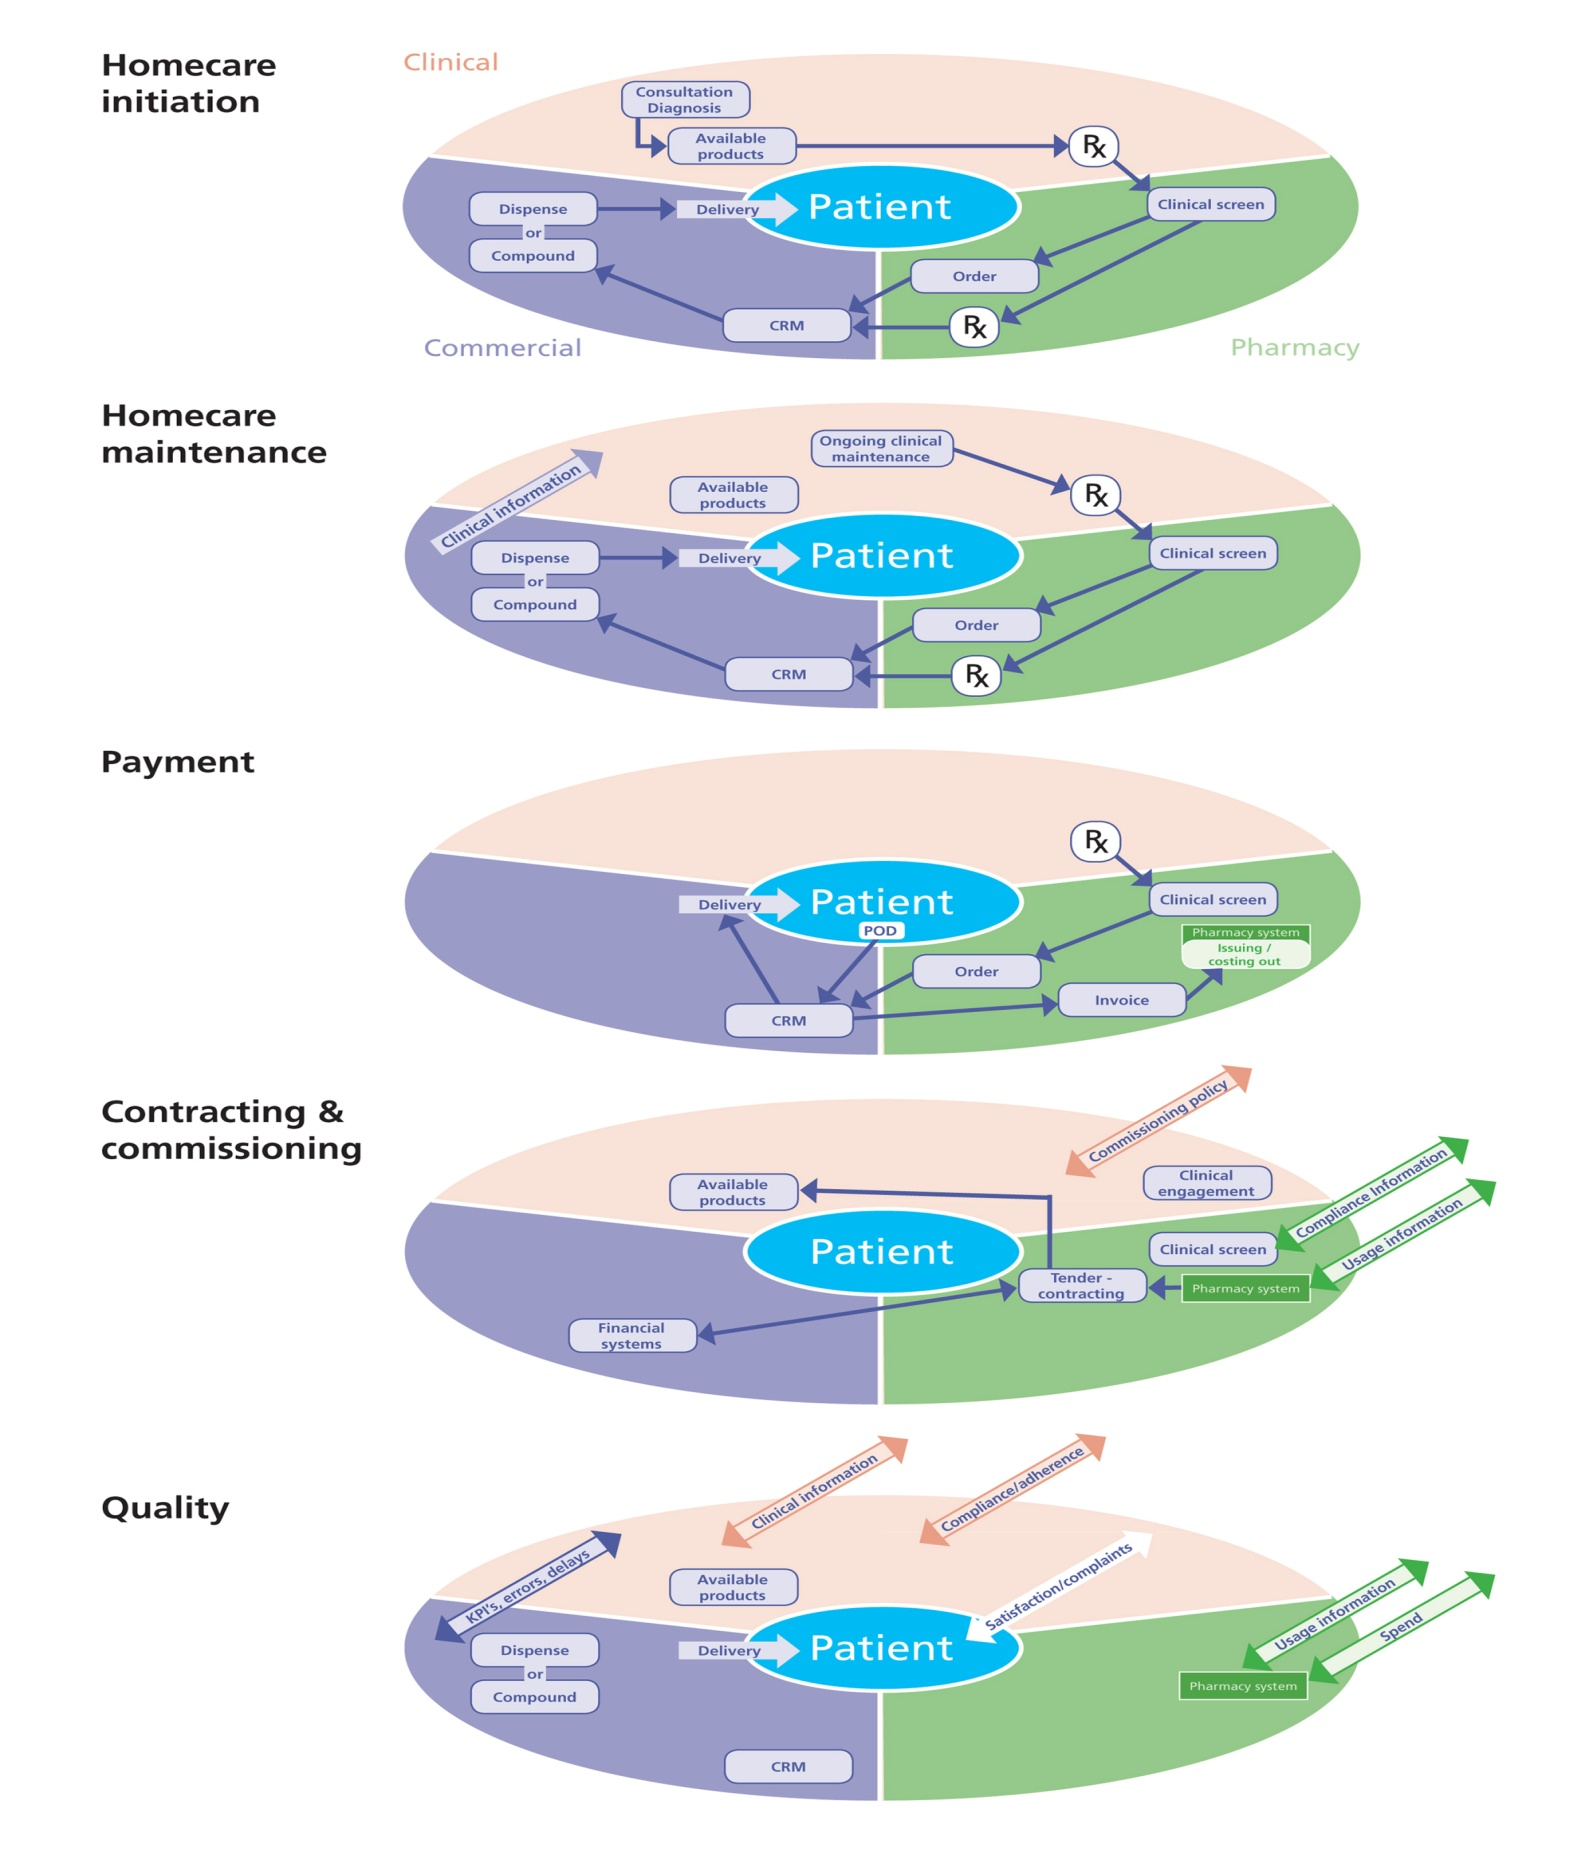 Homecare
initiation
Clinical
Consultation
Diagnosis
Available
products
Rx
Dispense
or
Compound
Delivery
Patient
Clinical screen
Order
CRM
Rx
Commercial
Pharmacy
Homecare
maintenance
Clinical information
Ongoing clinical
maintenance
Available
products
Rx
Dispense
or
Compound
Delivery
Patient
Clinical screen
Order
CRM
Rx
Payment
Rx
Delivery
Patient
POD
Clinical screen
Pharmacy system
Issuing /
costing out
Order
Invoice
CRM
Contracting &
commissioning
Commissioning policy
Available
products
Clinical
engagement
Compliance Information
Usage information
Patient
Clinical screen
Tender -
contracting
Pharmacy system
Financial
systems
Quality
Clinical information
Compliance/adherence
KPI's, errors, delays
Available
products
Satisfaction/complaints
Usage information
Spend
Dispense
or
Compound
Delivery
Patient
Pharmacy system
CRM